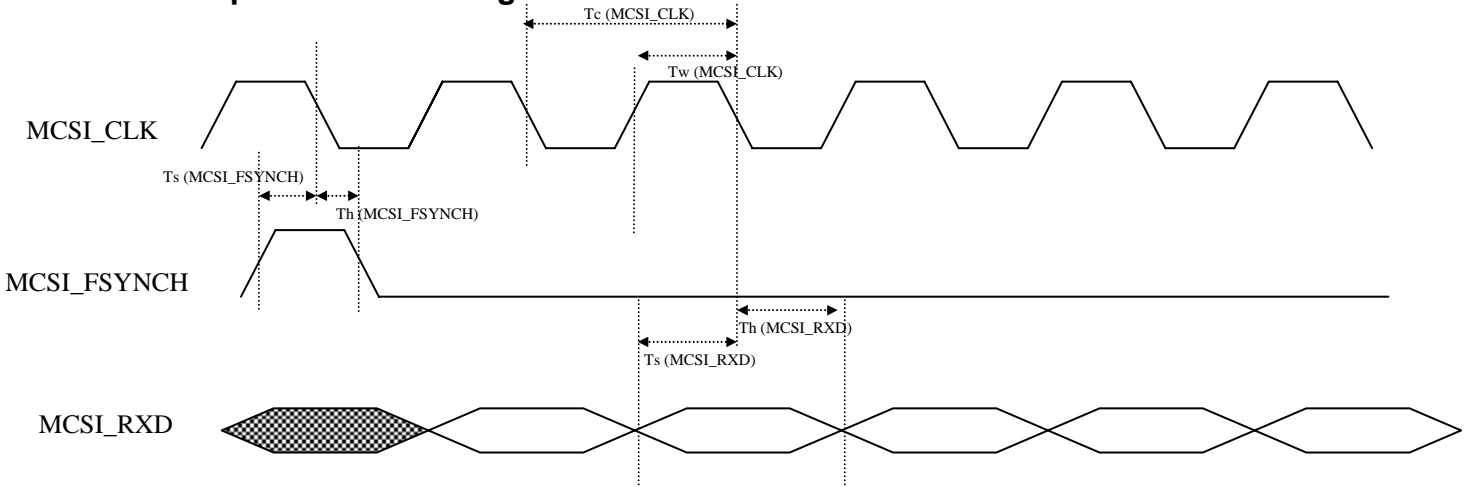 Tc (MCSI_CLK)
Tw (MCSI_CLK)
MCSI_CLK
Ts (MCSI_FSYNCH)
Th (MCSI_FSYNCH)
MCSI_FSYNCH
Th (MCSI_RXD)
Ts (MCSI_RXD)
MCSI_RXD